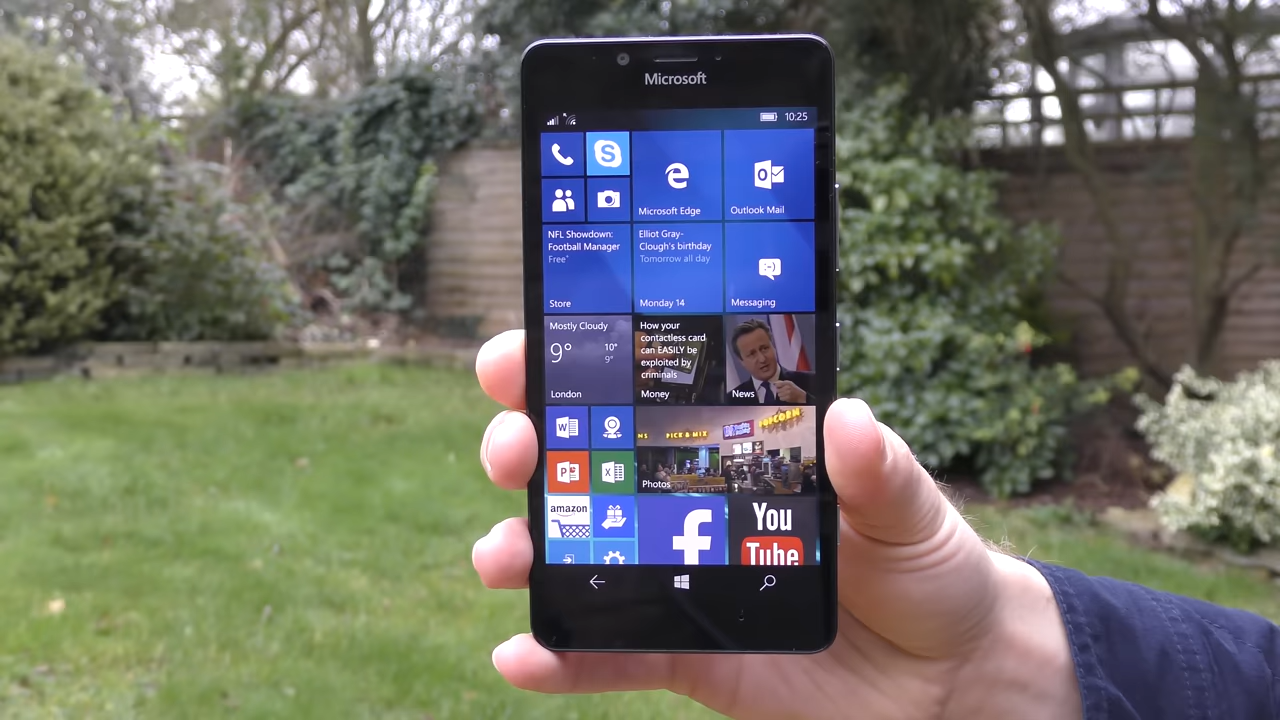 Microsoft
10:25
S
Microsoft Edge
Outlook Mail
NFL Showdown:
Football Manager
Free*
Store
Elliot Gray-
Clough's birthday
Tomorrow all day
Monday 14
:-)
Messaging
Mostly Cloudy
9°
10°
9°
London
How your
contactless card
can EASILY be
exploited by
criminals
Money
News
PICK & MIX
POPCORN
Photos
amazon
f
You
Tube